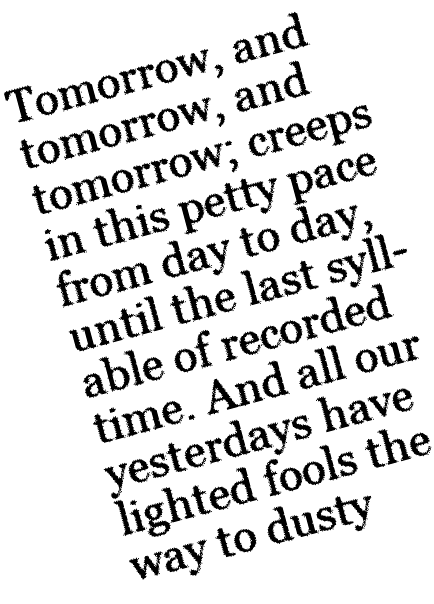 Tomorrow, and
tomorrow, and
tomorrow; creeps
in this petty pace
from day to day,
until the last syll-
able of recorded
time. And all our
yesterdays have
lighted fools the
way to dusty